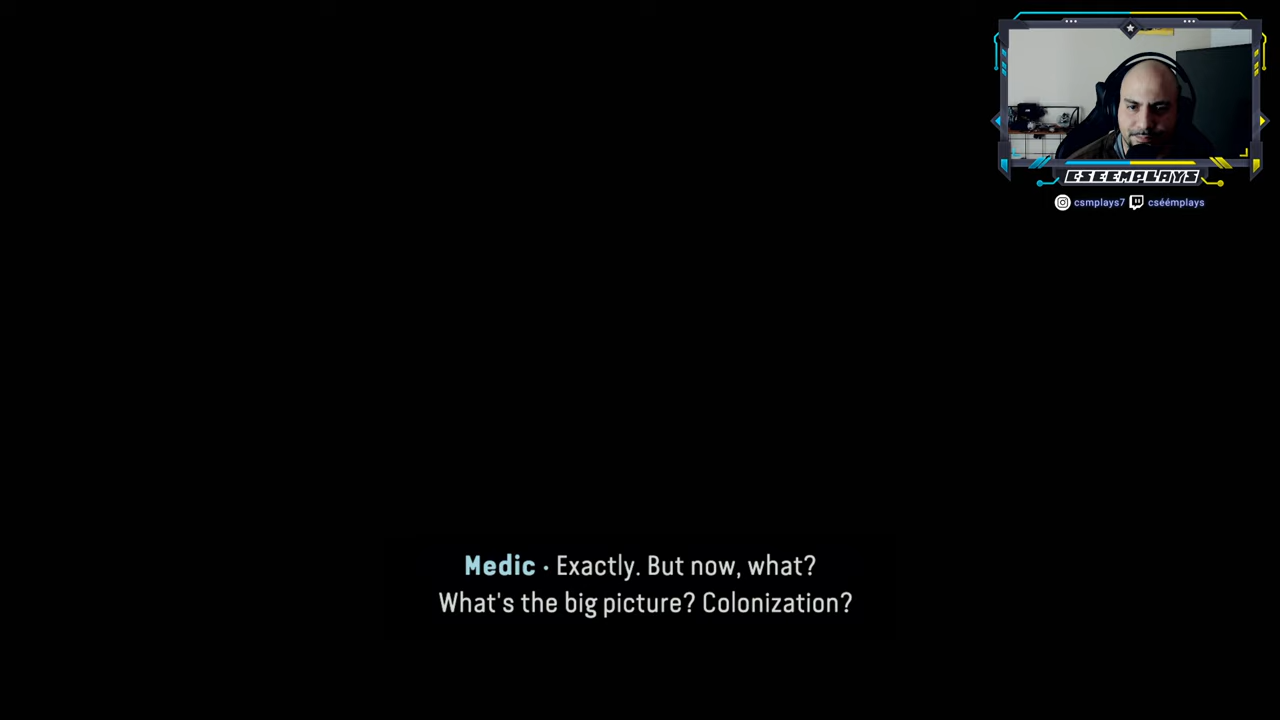 CSEEMPLAYS
csmplays7 cséémplays
Medic · Exactly. But now, what?
What's the big picture? Colonization?